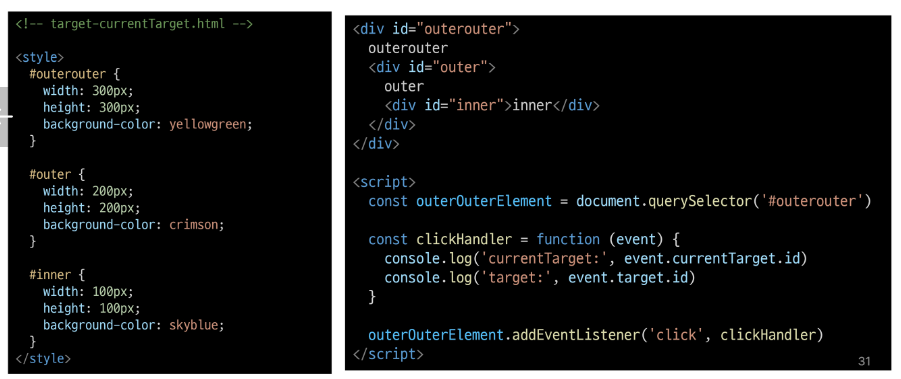 <!-- target-currentTarget.html -->
<style>
#outerouter {
width: 300px;
height: 300px;
background-color: yellowgreen;
}
#outer {
width: 200px;
height: 200px;
background-color: crimson;
}
#inner {
width: 100px;
height: 100px;
background-color: skyblue;
}
</style>
<div id="outerouter">
outerouter
<div id="outer">
outer
<div id="inner">inner</div>
</div>
</div>
<script>
const outerOuterElement = document.querySelector('#outerouter')
const clickHandler = function (event) {
console.log('currentTarget:', event.currentTarget.id)
console.log('target:', event.target.id)
}
outerOuterElement.addEventListener('click', clickHandler)
</script>
31